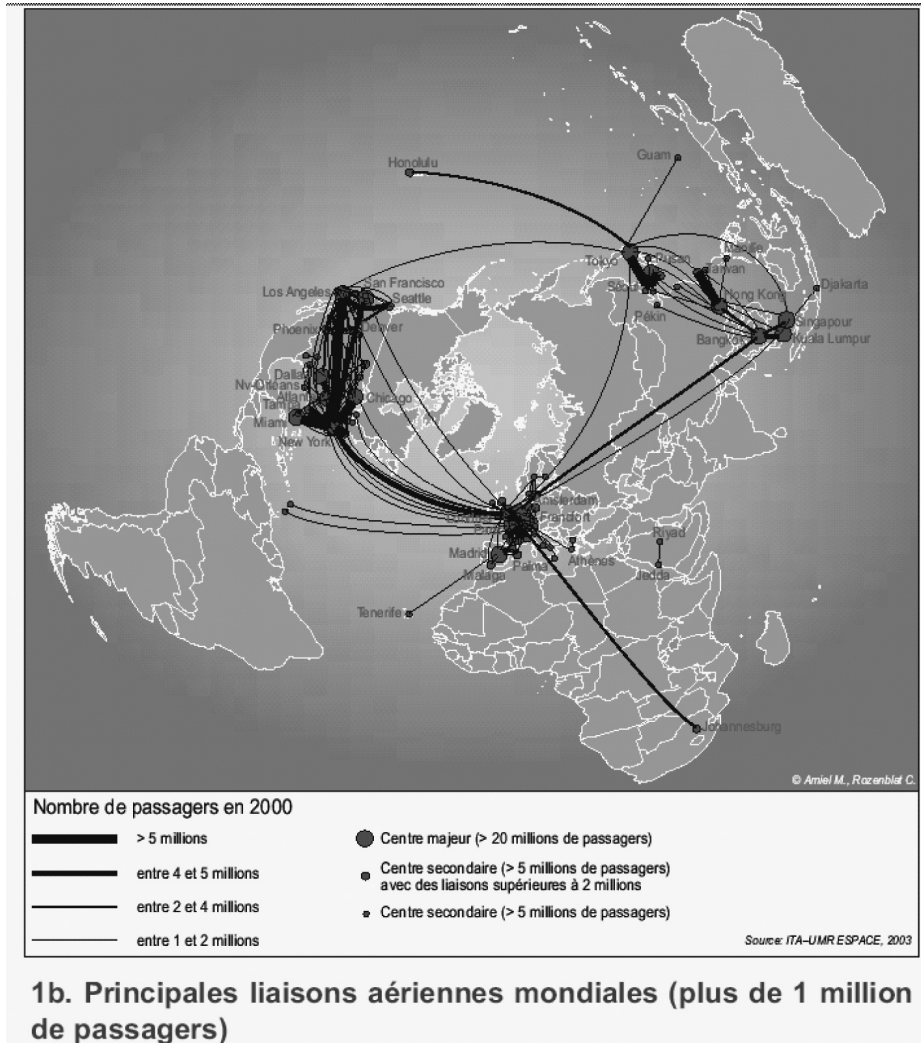 Honolulu
Guam
Tokyo
Pusan
Séoul
Pékin
Taiwan
Manille
Hong Kong
Djakarta
Singapour
Bangkok
Kuala Lumpur
Los Angeles
San Francisco
Seattle
Phoenix
Denver
Dallas
Nv-Orléans
Atlanta
Chicago
Tampa
Miami
New York
Amsterdam
Francfort
Madrid
Malaga
Palma
Athènes
Riyad
Jedda
Tenerife
Johannesburg
© Amiel M., Rozenblat C.
Nombre de passagers en 2000
> 5 millions
entre 4 et 5 millions
entre 2 et 4 millions
entre 1 et 2 millions
Centre majeur (> 20 millions de passagers)
Centre secondaire (> 5 millions de passagers)
avec des liaisons supérieures à 2 millions
Centre secondaire (> 5 millions de passagers)
Source: ITA–UMR ESPACE, 2003
1b. Principales liaisons aériennes mondiales (plus de 1 million
de passagers)